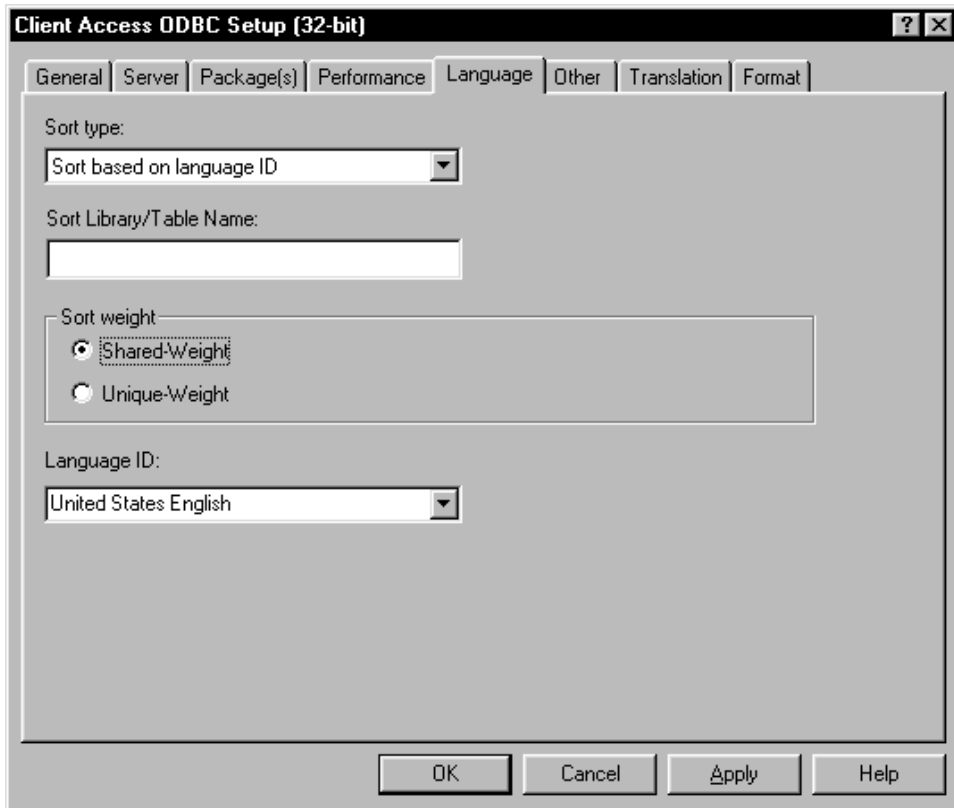 Client Access ODBC Setup (32-bit)
General Server Package(s) Performance Language Other Translation Format
Sort type:
Sort based on language ID
Sort Library/Table Name:
Sort weight
Shared-Weight
Unique-Weight
Language ID:
United States English
OK Cancel Apply Help